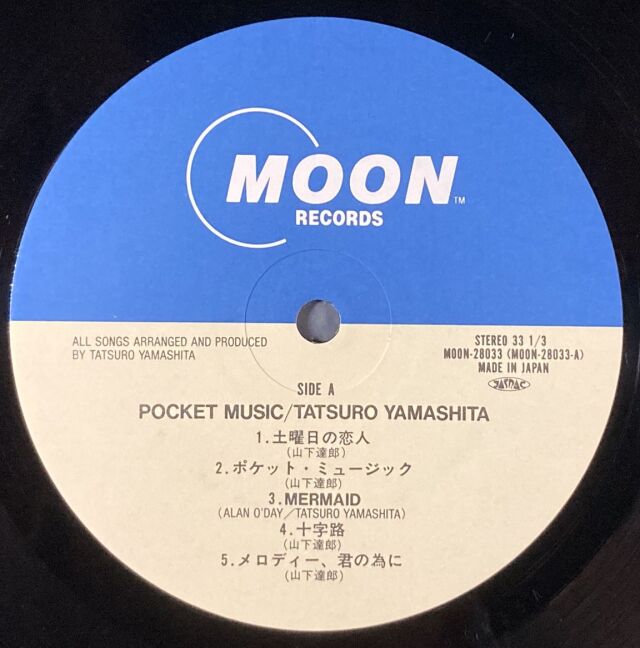 MOON
TM
RECORDS
ALL SONGS ARRANGED AND PRODUCED
BY TATSURO YAMASHITA
STEREO 33 1/3
MOON-28033 (MOON-28033-A)
MADE IN JAPAN
JASRAC
SIDE A
POCKET MUSIC/TATSURO YAMASHITA
1.土曜日の恋人
(山下達郎)
2.ポケット・ミュージック
(山下達郎)
3.MERMAID
(ALAN O'DAY/TATSURO YAMASHITA)
4.十字路
(山下達郎)
5.メロディー、君の為に
(山下達郎)